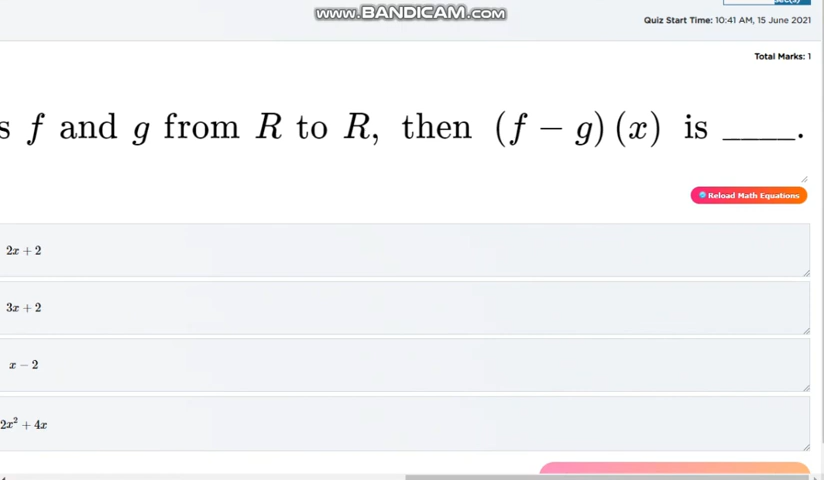 www.BANDICAM.com
Quiz Start Time: 10:41 AM, 15 June 2021
Total Marks: 1
s f and g from R to R, then (f − g)(x) is ____.
Reload Math Equations
2x + 2
3x + 2
x − 2
2x² + 4x